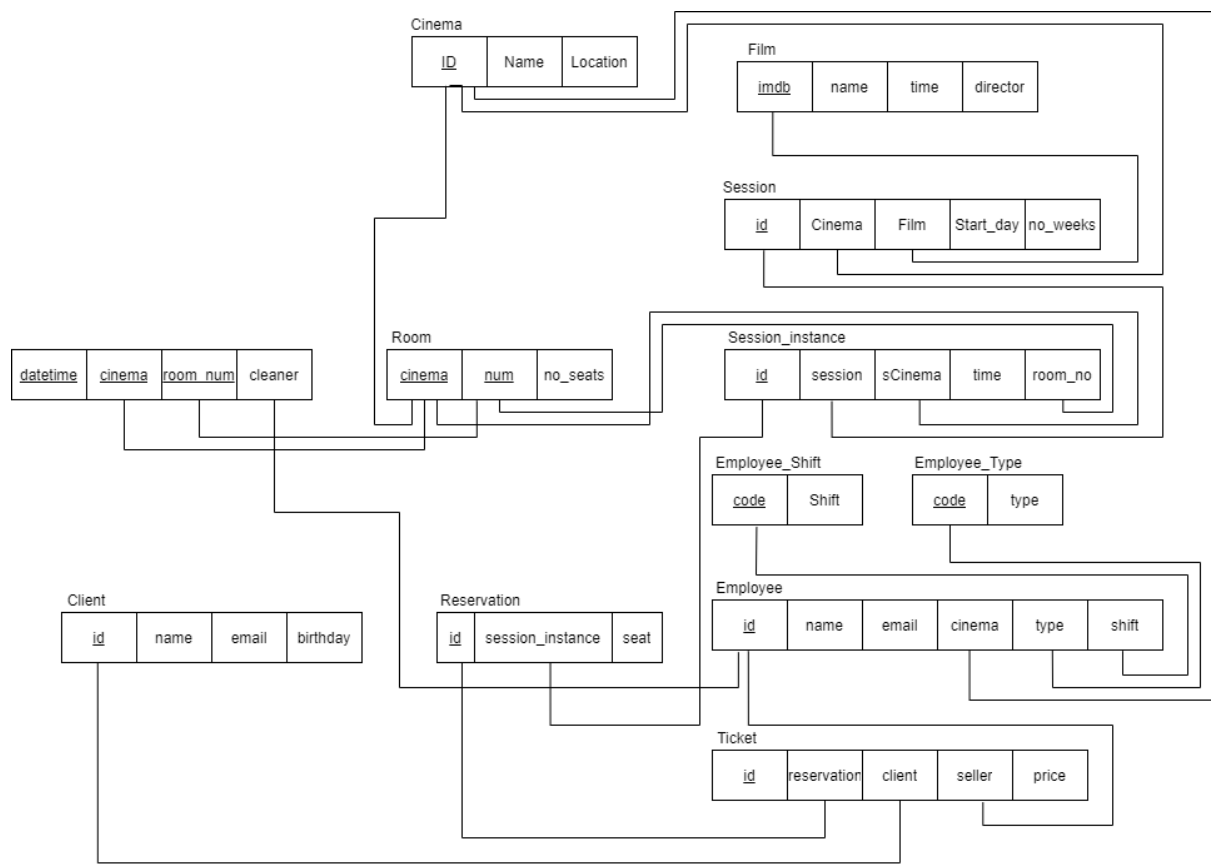 Cinema
ID Name Location
Film
imdb name time director
Session
id Cinema Film Start_day no_weeks
Room
Session_instance
datetime cinema room_num cleaner
cinema num no_seats
id session sCinema time room_no
Employee_Shift
Employee_Type
code Shift
code type
Client
Reservation
Employee
id name email birthday
id session_instance seat
id name email cinema type shift
Ticket
id reservation client seller price